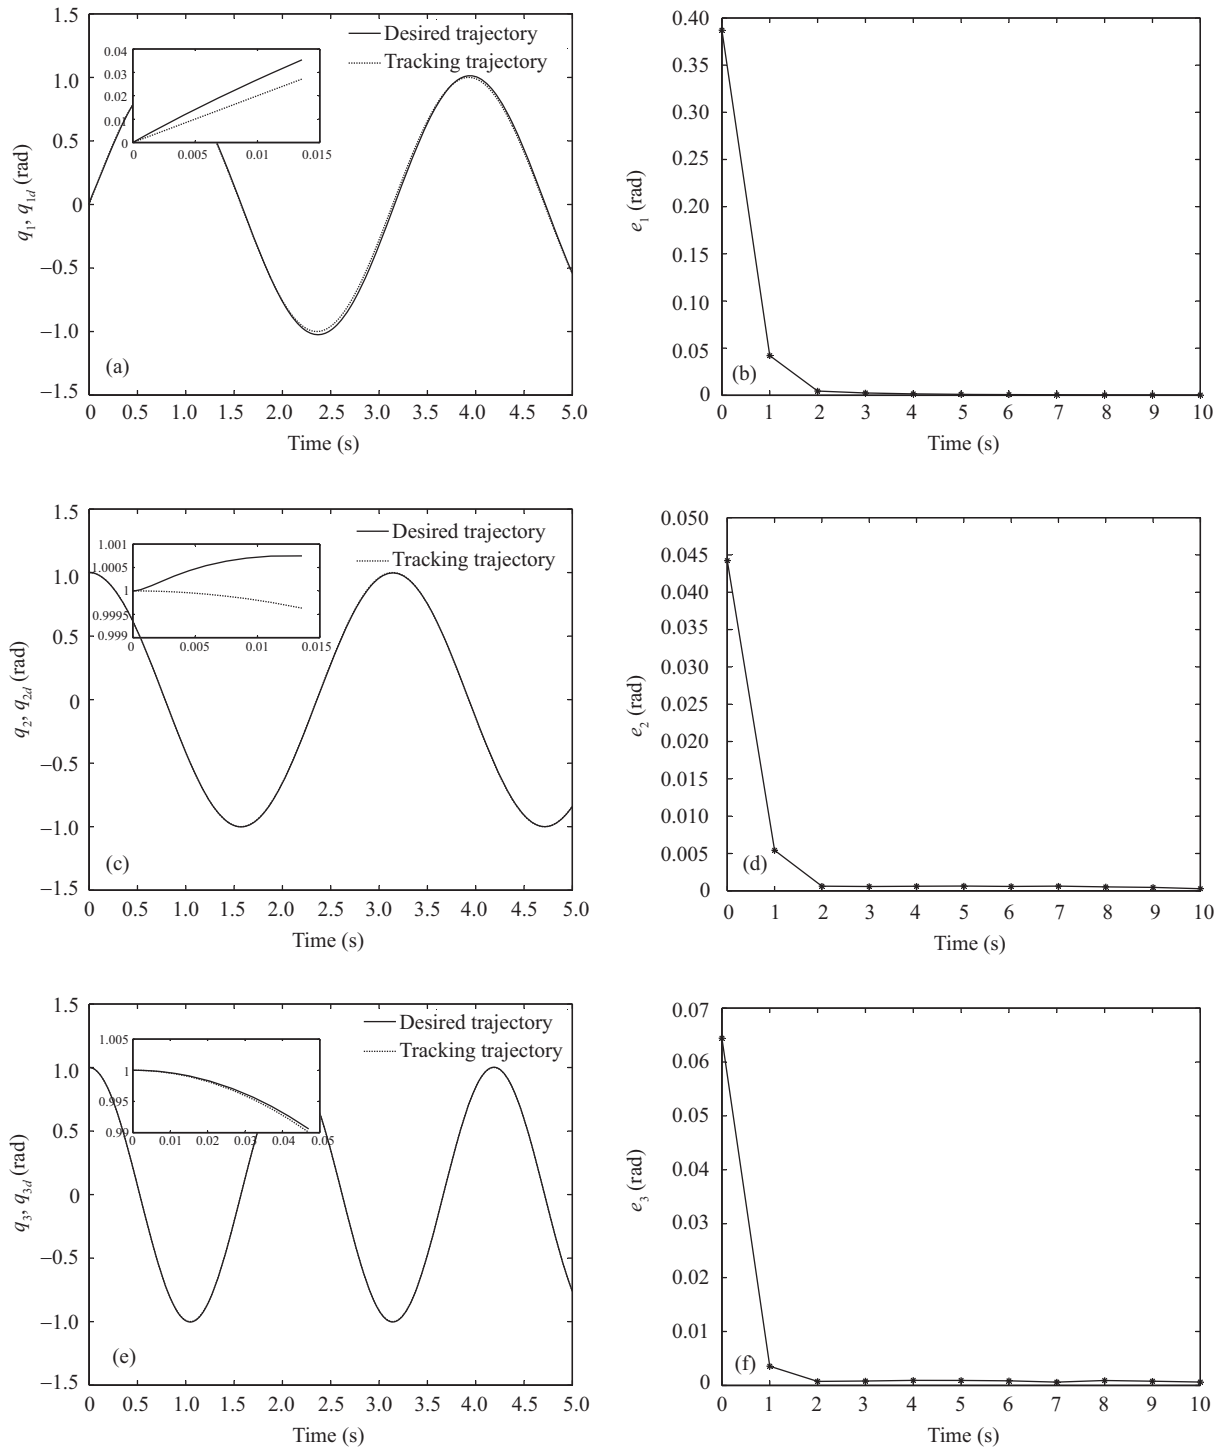 1.5
1.0
0.5
0
−0.5
−1.0
−1.5
q1, q1d (rad)
Desired trajectory
Tracking trajectory
0.04
0.03
0.02
0.01
0
0 0.005 0.01 0.015
(a)
0 0.5 1.0 1.5 2.0 2.5 3.0 3.5 4.0 4.5 5.0
Time (s)
0.40
0.35
0.30
0.25
0.20
0.15
0.10
0.05
0
e1 (rad)
(b)
0 1 2 3 4 5 6 7 8 9 10
Time (s)
1.5
1.0
0.5
0
−0.5
−1.0
−1.5
q2, q2d (rad)
Desired trajectory
Tracking trajectory
1.001
1.0005
1
0.9995
0.999
0 0.005 0.01 0.015
(c)
0 0.5 1.0 1.5 2.0 2.5 3.0 3.5 4.0 4.5 5.0
Time (s)
0.050
0.045
0.040
0.035
0.030
0.025
0.020
0.015
0.010
0.005
0
e2 (rad)
(d)
0 1 2 3 4 5 6 7 8 9 10
Time (s)
1.5
1.0
0.5
0
−0.5
−1.0
−1.5
q3, q3d (rad)
Desired trajectory
Tracking trajectory
1.005
1
0.995
0.99
0 0.01 0.02 0.03 0.04 0.05
(e)
0 0.5 1.0 1.5 2.0 2.5 3.0 3.5 4.0 4.5 5.0
Time (s)
0.07
0.06
0.05
0.04
0.03
0.02
0.01
0
e3 (rad)
(f)
0 1 2 3 4 5 6 7 8 9 10
Time (s)